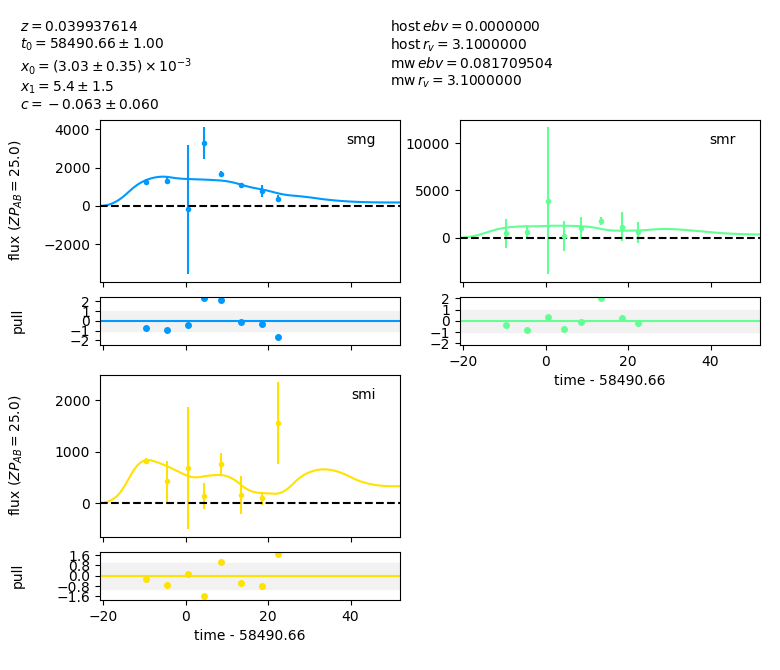 z = 0.039937614
t₀ = 58490.66 ± 1.00
x₀ = (3.03 ± 0.35) × 10⁻³
x₁ = 5.4 ± 1.5
c = −0.063 ± 0.060
host ebv = 0.0000000
host r_v = 3.1000000
mw ebv = 0.081709504
mw r_v = 3.1000000
smg
4000
2000
0
−2000
flux (ZP_AB = 25.0)
smr
10000
5000
0
2
1
0
−1
−2
pull
2
1
0
−1
−2
−20 0 20 40
time - 58490.66
smi
2000
1000
0
flux (ZP_AB = 25.0)
1.6
0.8
0.0
−0.8
−1.6
pull
−20 0 20 40
time - 58490.66